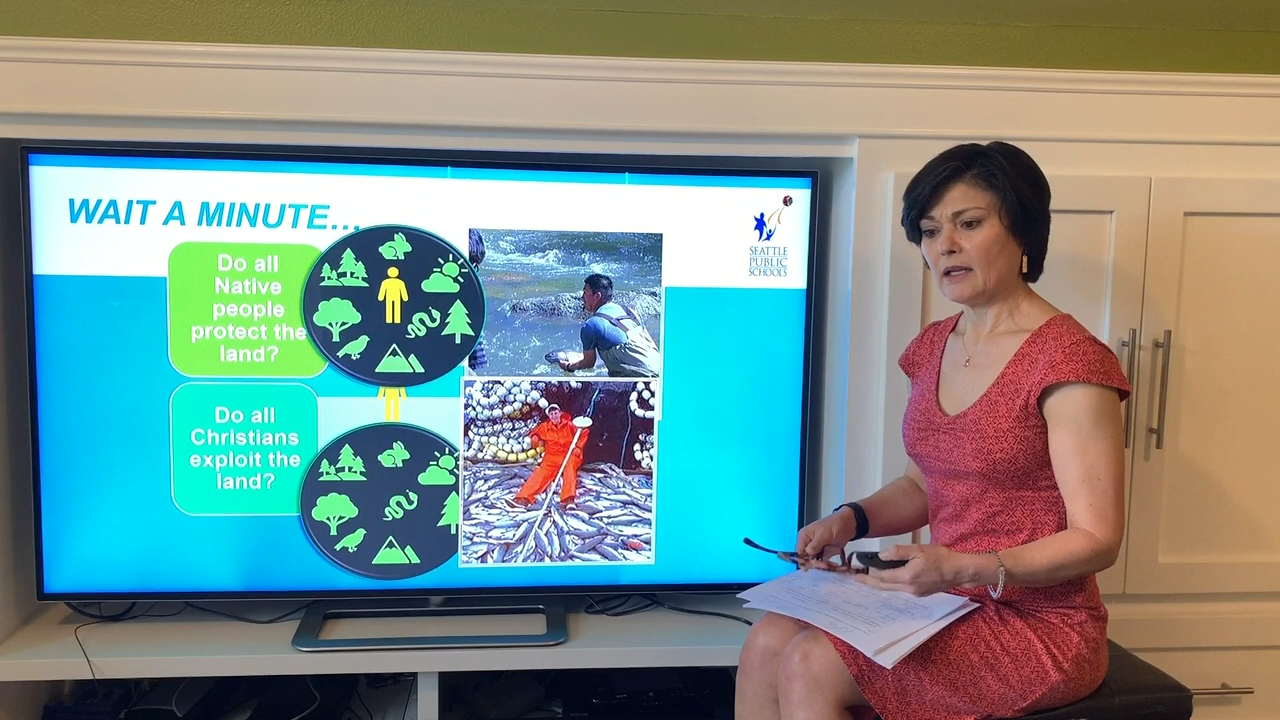 WAIT A MINUTE...
SEATTLE
PUBLIC
SCHOOLS
Do all
Native
people
protect the
land?
Do all
Christians
exploit the
land?